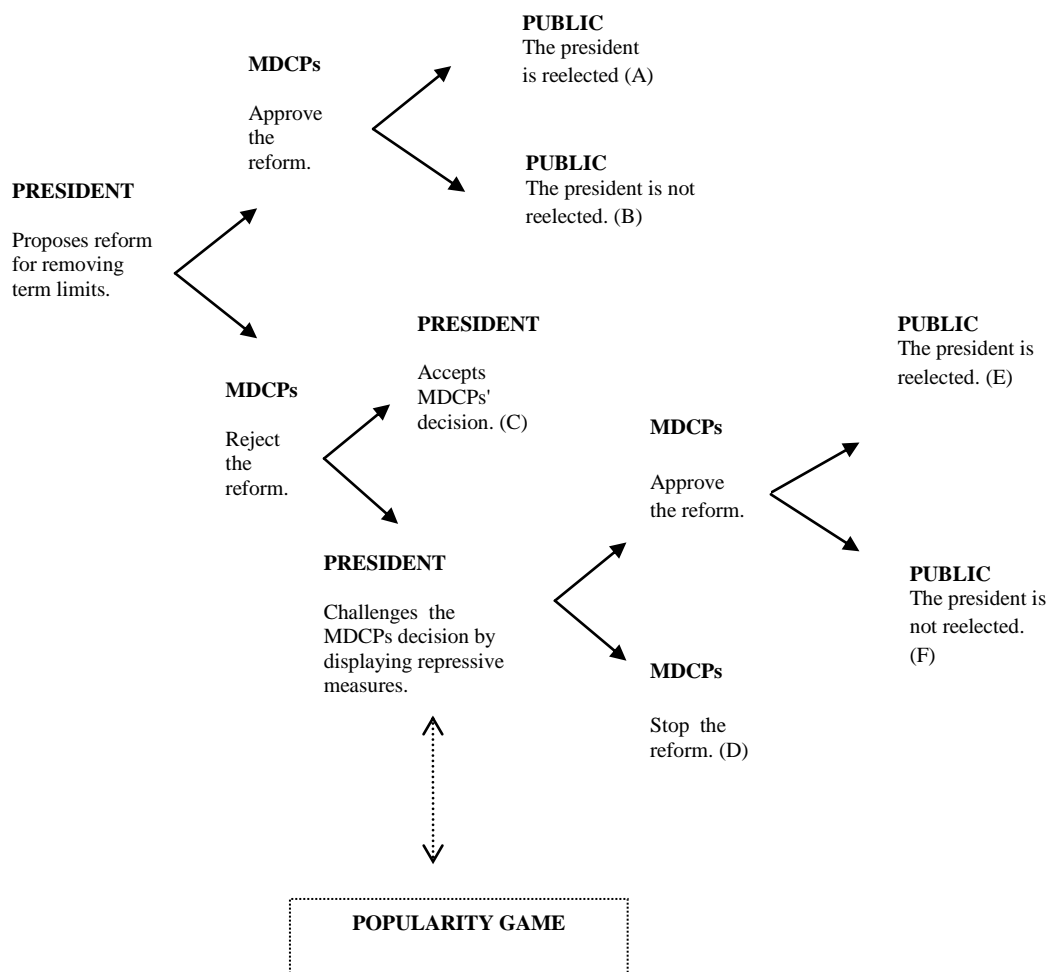 PUBLIC
The president
is reelected (A)
MDCPs
Approve
the
reform.
PUBLIC
The president is not
reelected. (B)
PRESIDENT
Proposes reform
for removing
term limits.
PRESIDENT
Accepts
MDCPs'
decision. (C)
PUBLIC
The president is
reelected. (E)
MDCPs
Reject
the
reform.
MDCPs
Approve
the reform.
PRESIDENT
Challenges the
MDCPs decision by
displaying repressive
measures.
PUBLIC
The president is
not reelected.
(F)
MDCPs
Stop the
reform. (D)
POPULARITY GAME